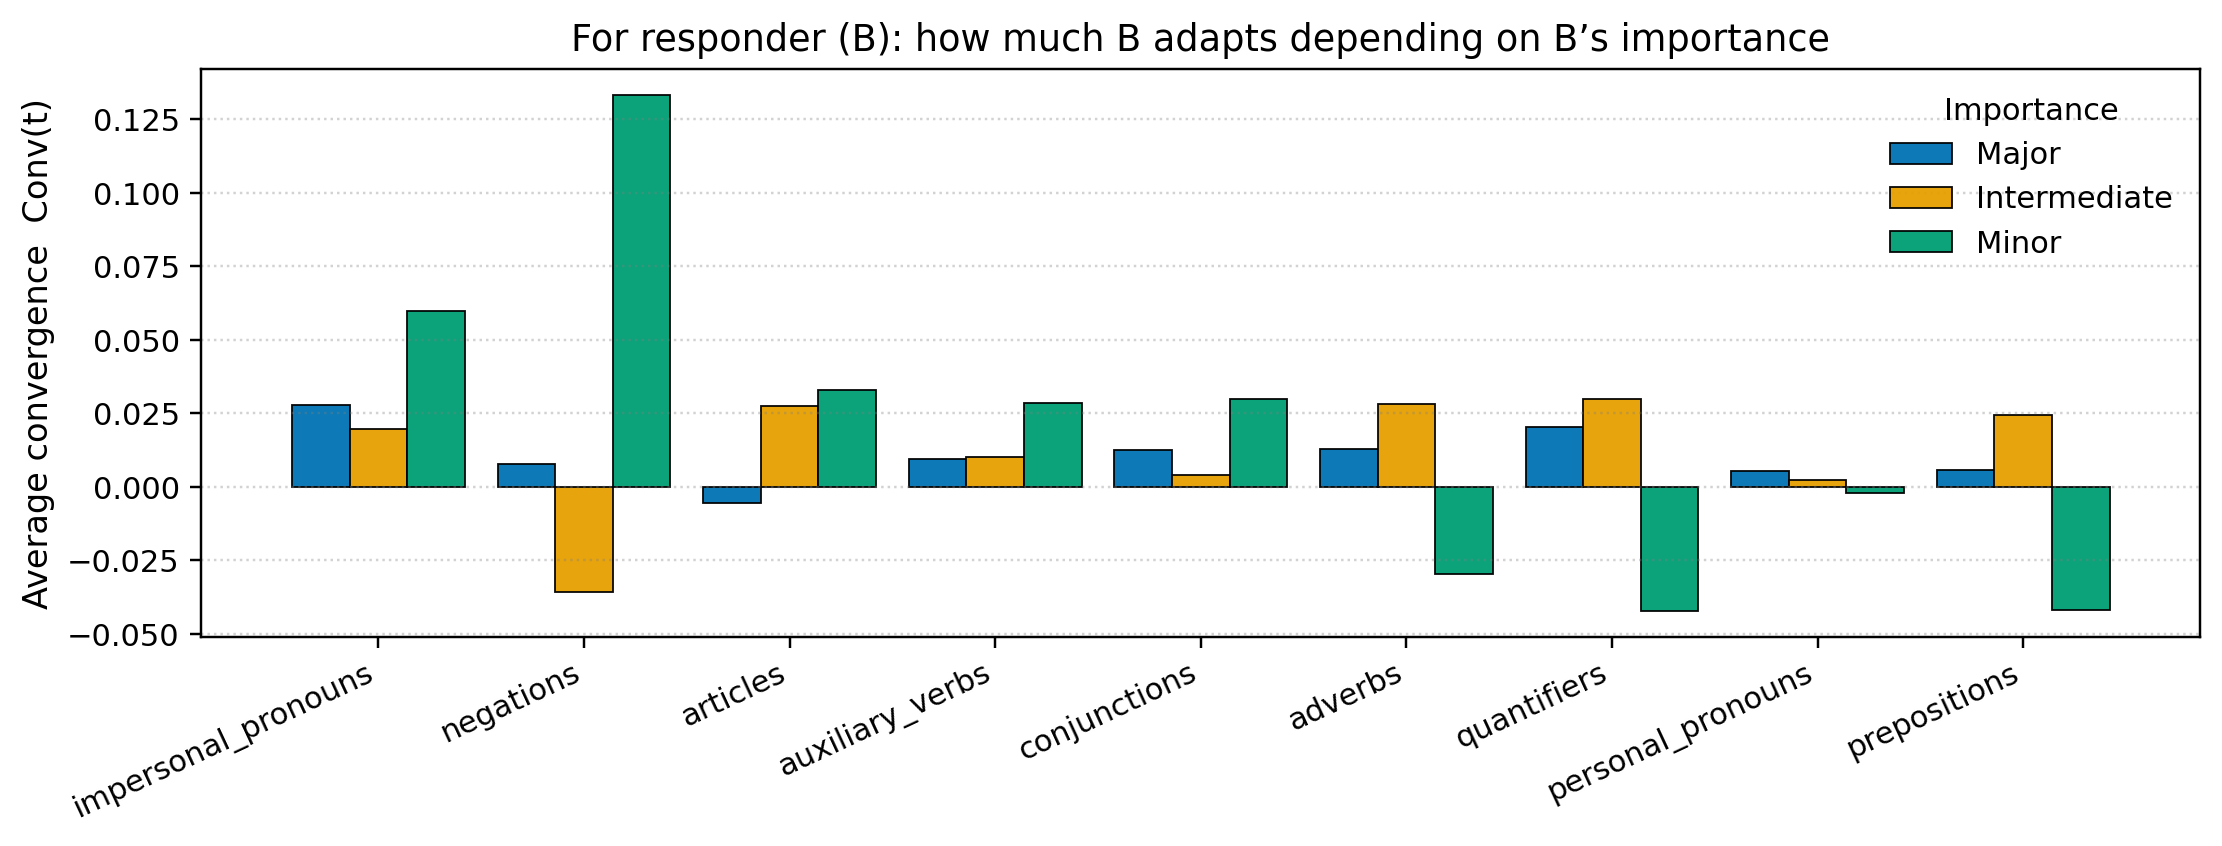 For responder (B): how much B adapts depending on B’s importance
Average convergence  Conv(t)
0.125
0.100
0.075
0.050
0.025
0.000
−0.025
−0.050
Importance
Major
Intermediate
Minor
impersonal_pronouns
negations
articles
auxiliary_verbs
conjunctions
adverbs
quantifiers
personal_pronouns
prepositions